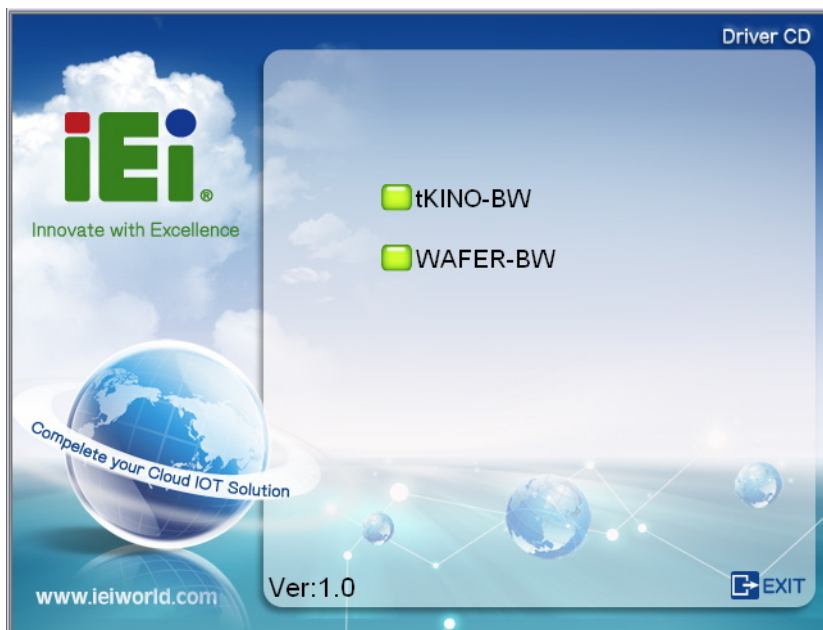 Driver CD
iEi®
Innovate with Excellence
tKINO-BW
WAFER-BW
Compelete your Cloud IOT Solution
www.ieiworld.com
Ver:1.0
EXIT